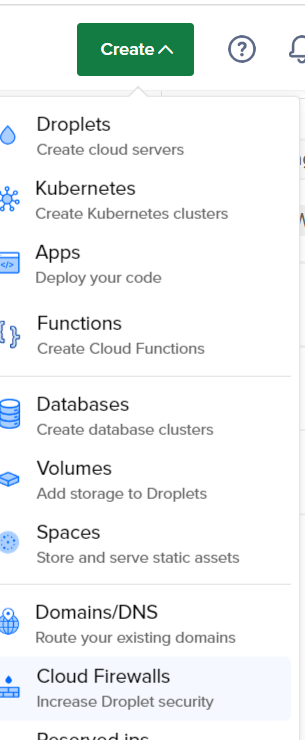 Create
Droplets
Create cloud servers
Kubernetes
Create Kubernetes clusters
Apps
Deploy your code
Functions
Create Cloud Functions
Databases
Create database clusters
Volumes
Add storage to Droplets
Spaces
Store and serve static assets
Domains/DNS
Route your existing domains
Cloud Firewalls
Increase Droplet security
Reserved ips